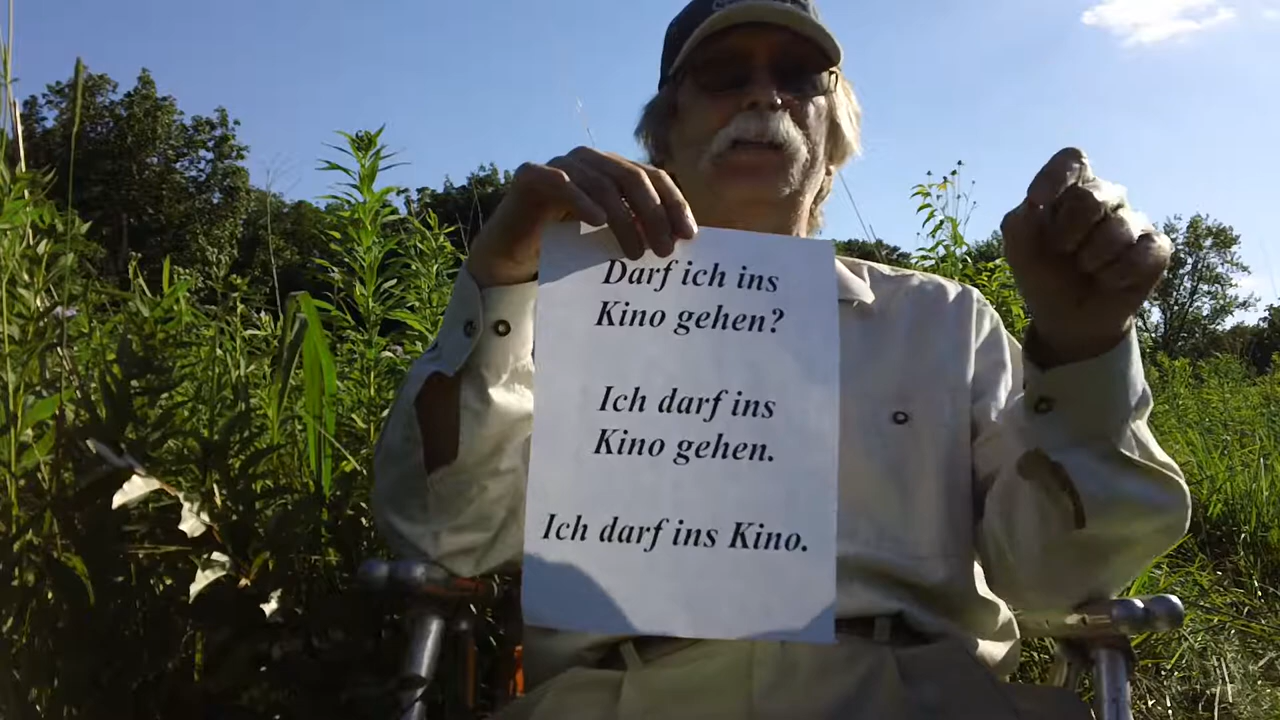 Darf ich ins
Kino gehen?
Ich darf ins
Kino gehen.
Ich darf ins Kino.